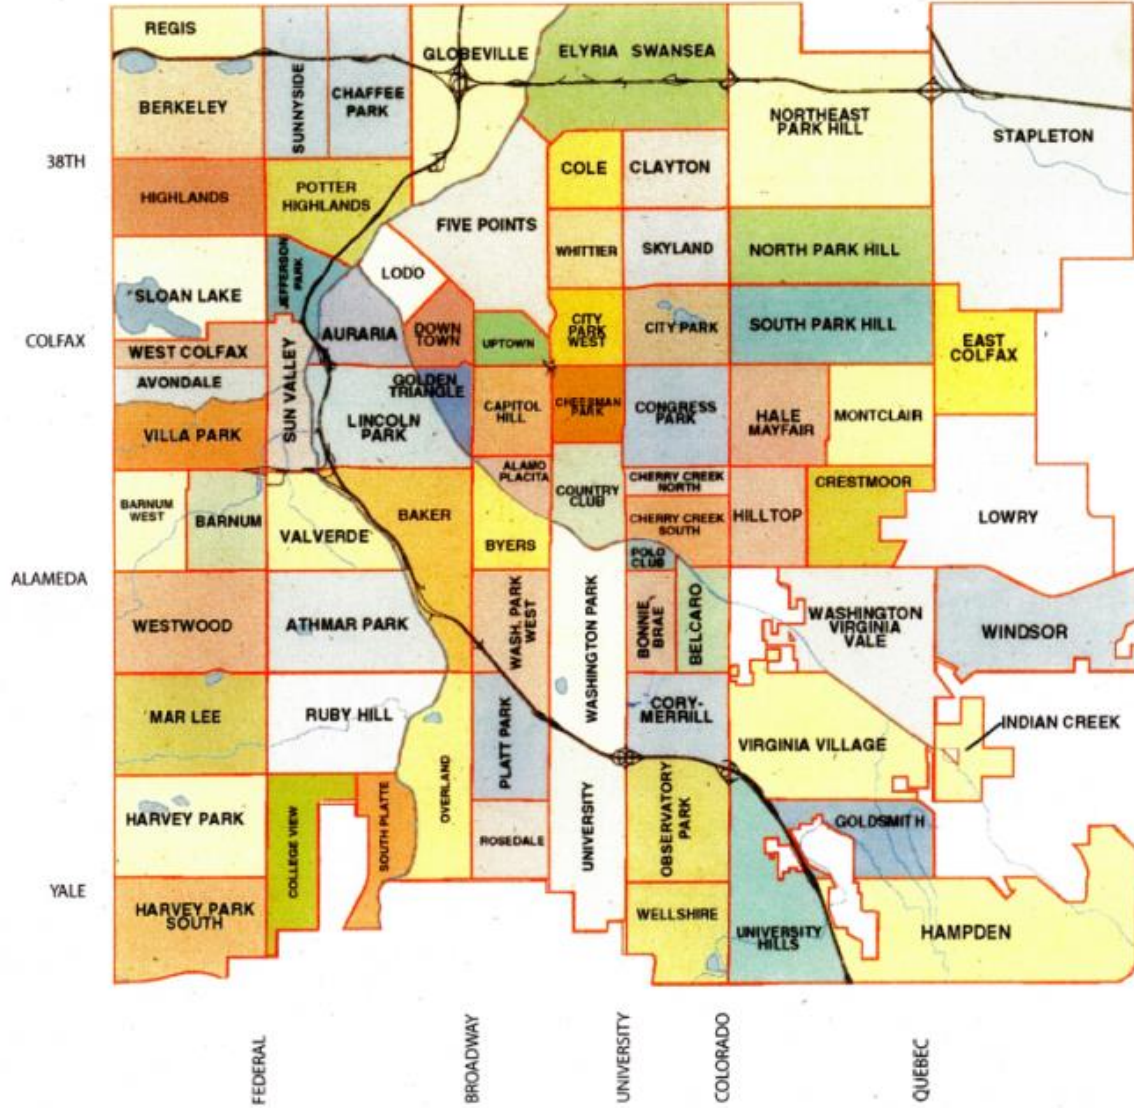 REGIS
GLOBEVILLE
ELYRIA SWANSEA
SUNNYSIDE
CHAFFEE
PARK
BERKELEY
NORTHEAST
PARK HILL
STAPLETON
38TH
COLE
CLAYTON
HIGHLANDS
POTTER
HIGHLANDS
FIVE POINTS
WHITTIER
SKYLAND
NORTH PARK HILL
JEFFERSON
PARK
LODO
SLOAN LAKE
COLFAX
AURARIA
DOWN
TOWN
UPTOWN
CITY
PARK
WEST
CITY PARK
SOUTH PARK HILL
EAST
COLFAX
WEST COLFAX
AVONDALE
SUN VALLEY
GOLDEN
TRIANGLE
LINCOLN
PARK
CAPITOL
HILL
CHEESMAN
PARK
CONGRESS
PARK
HALE
MAYFAIR
MONTCLAIR
VILLA PARK
ALAMO
PLACITA
COUNTRY
CLUB
CHERRY CREEK
NORTH
CRESTMOOR
BARNUM
WEST
BARNUM
VALVERDE
BAKER
BYERS
CHERRY CREEK
SOUTH
HILLTOP
LOWRY
POLO
CLUB
ALAMEDA
WESTWOOD
ATHMAR PARK
WASH. PARK
WEST
WASHINGTON PARK
BONNIE
BRAE
BELCARO
WASHINGTON
VIRGINIA
VALE
WINDSOR
MAR LEE
RUBY HILL
PLATT PARK
CORY-
MERRILL
VIRGINIA VILLAGE
INDIAN CREEK
HARVEY PARK
COLLEGE VIEW
SOUTH PLATTE
OVERLAND
ROSEDALE
UNIVERSITY
OBSERVATORY
PARK
GOLDSMITH
YALE
HARVEY PARK
SOUTH
WELLSHIRE
UNIVERSITY
HILLS
HAMPDEN
FEDERAL
BROADWAY
UNIVERSITY
COLORADO
QUEBEC